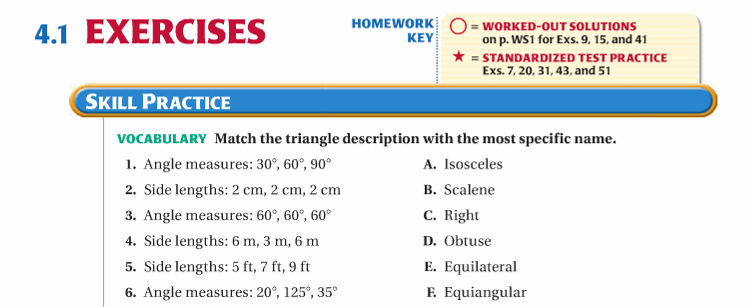 4.1 EXERCISES
HOMEWORK KEY
= WORKED-OUT SOLUTIONS
on p. WS1 for Exs. 9, 15, and 41
★ = STANDARDIZED TEST PRACTICE
Exs. 7, 20, 31, 43, and 51
SKILL PRACTICE
VOCABULARY Match the triangle description with the most specific name.
1. Angle measures: 30°, 60°, 90° A. Isosceles
2. Side lengths: 2 cm, 2 cm, 2 cm B. Scalene
3. Angle measures: 60°, 60°, 60° C. Right
4. Side lengths: 6 m, 3 m, 6 m D. Obtuse
5. Side lengths: 5 ft, 7 ft, 9 ft E. Equilateral
6. Angle measures: 20°, 125°, 35° F. Equiangular